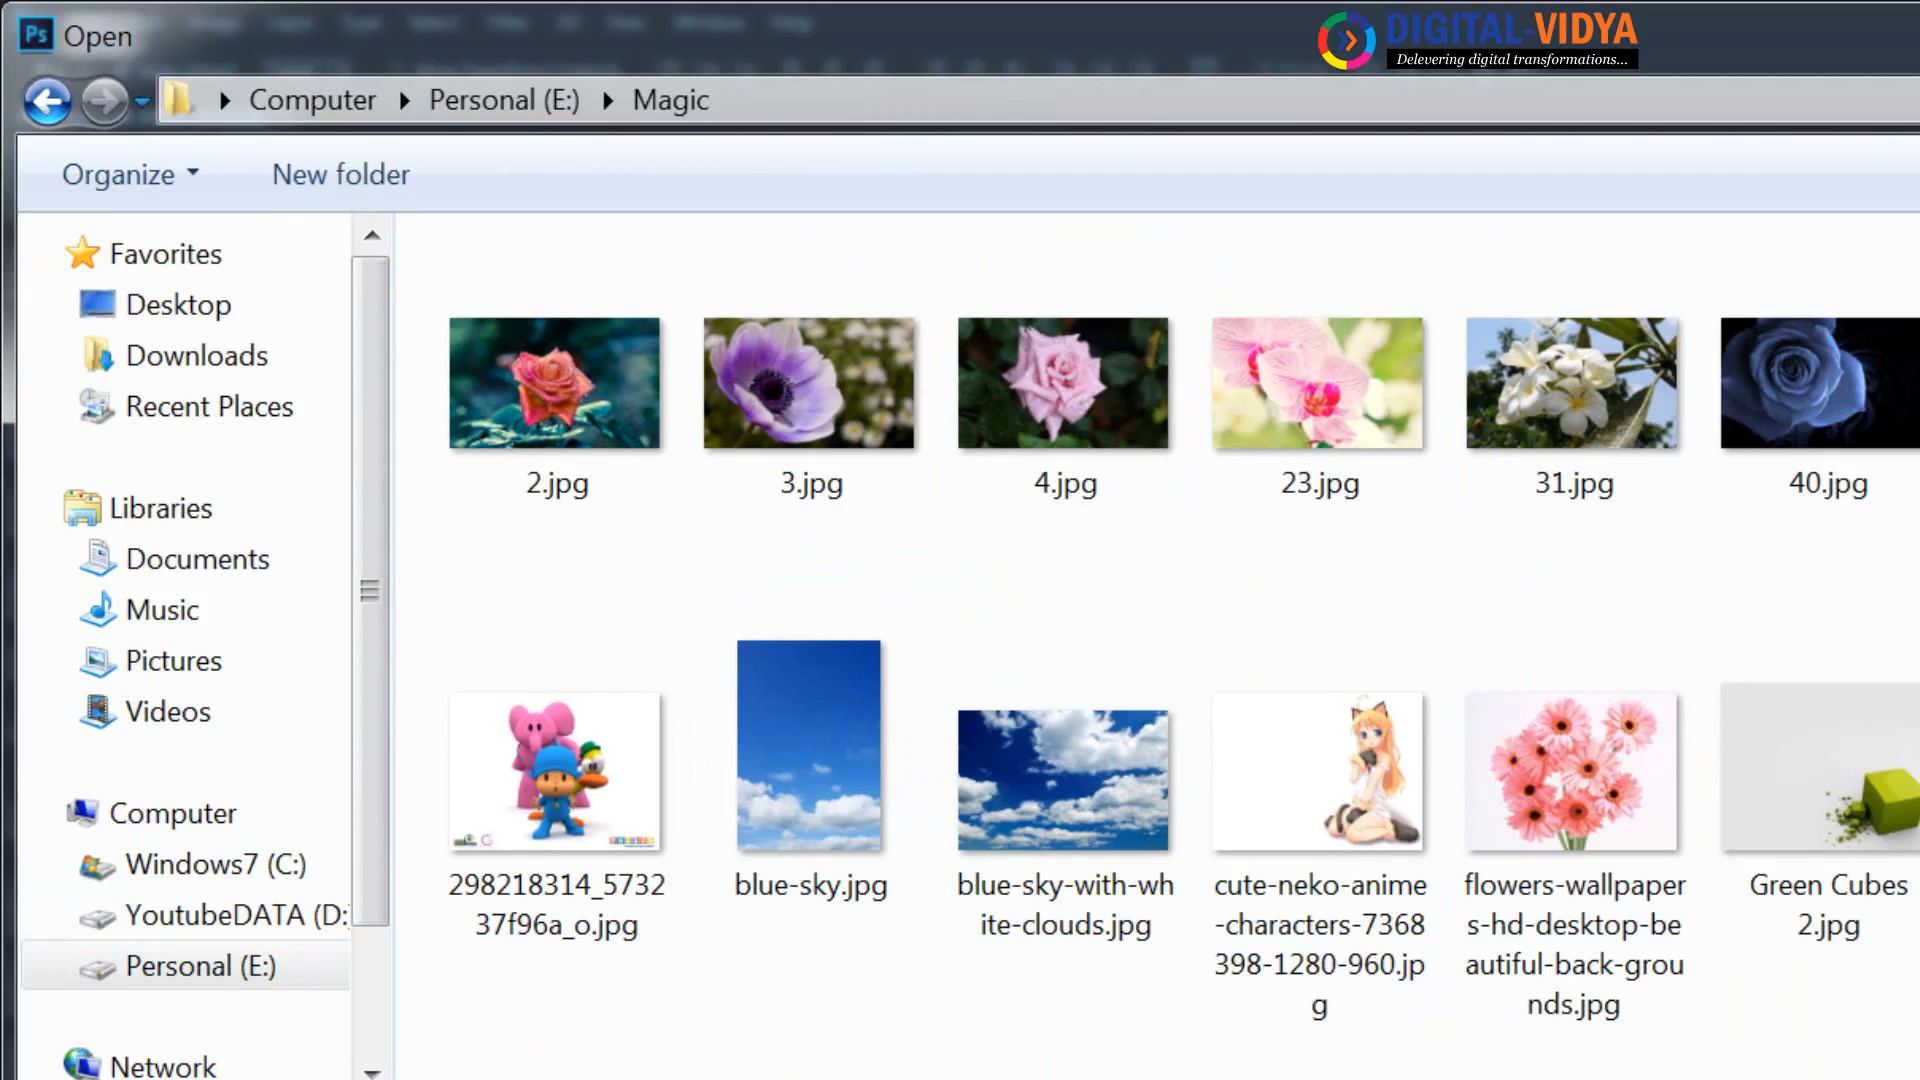 Ps Open
DIGITAL-VIDYA
Delevering digital transformations...
Computer Personal (E:) Magic
Organize New folder
Favorites
Desktop
Downloads
Recent Places
Libraries
Documents
Music
Pictures
Videos
Computer
Windows7 (C:)
YoutubeDATA (D:)
Personal (E:)
Network
2.jpg
3.jpg
4.jpg
23.jpg
31.jpg
40.jpg
298218314_5732
37f96a_o.jpg
blue-sky.jpg
blue-sky-with-wh
ite-clouds.jpg
cute-neko-anime
-characters-7368
398-1280-960.jp
g
flowers-wallpaper
s-hd-desktop-be
autiful-back-grou
nds.jpg
Green Cubes
2.jpg